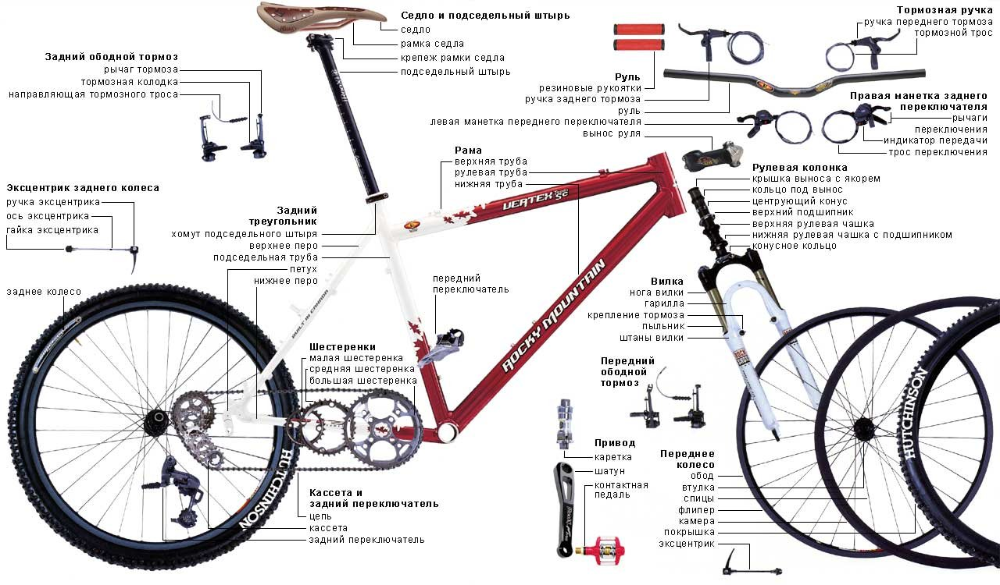 Седло и подседельный штырь
седло
рамка седла
крепеж рамки седла
подседельный штырь
Задний ободной тормоз
рычаг тормоза
тормозная колодка
направляющая тормозного троса
Тормозная ручка
ручка переднего тормоза
тормозной трос
Руль
резиновые рукоятки
ручка заднего тормоза
руль
левая манетка переднего переключателя
вынос руля
Правая манетка заднего
переключателя
рычаги
переключения
индикатор передачи
трос переключения
Рама
верхняя труба
рулевая труба
нижняя труба
Рулевая колонка
крышка выноса с якорем
кольцо под вынос
центрующий конус
верхний подшипник
верхняя рулевая чашка
нижняя рулевая чашка с подшипником
конусное кольцо
Эксцентрик заднего колеса
ручка эксцентрика
ось эксцентрика
гайка эксцентрика
Задний
треугольник
хомут подседельного штыря
верхнее перо
подседельная труба
петух
нижнее перо
VERTEX Team SC
ROCKY MOUNTAIN
BUILT IN CANADA
заднее колесо
передний
переключатель
Вилка
нога вилки
гарилла
крепление тормоза
пыльник
штаны вилки
Шестеренки
малая шестеренка
средняя шестеренка
большая шестеренка
Передний
ободной
тормоз
HUTCHINSON
HUTCHINSON
Привод
каретка
шатун
контактная
педаль
Переднее
колесо
обод
втулка
спицы
флипер
камера
покрышка
эксцентрик
Кассета и
задний переключатель
цепь
кассета
задний переключатель